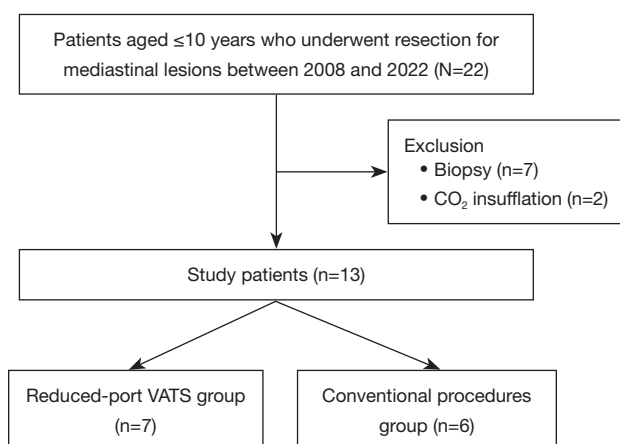 Patients aged ≤10 years who underwent resection for
mediastinal lesions between 2008 and 2022 (N=22)
Exclusion
• Biopsy (n=7)
• CO₂ insufflation (n=2)
Study patients (n=13)
Reduced-port VATS group
(n=7)
Conventional procedures
group (n=6)